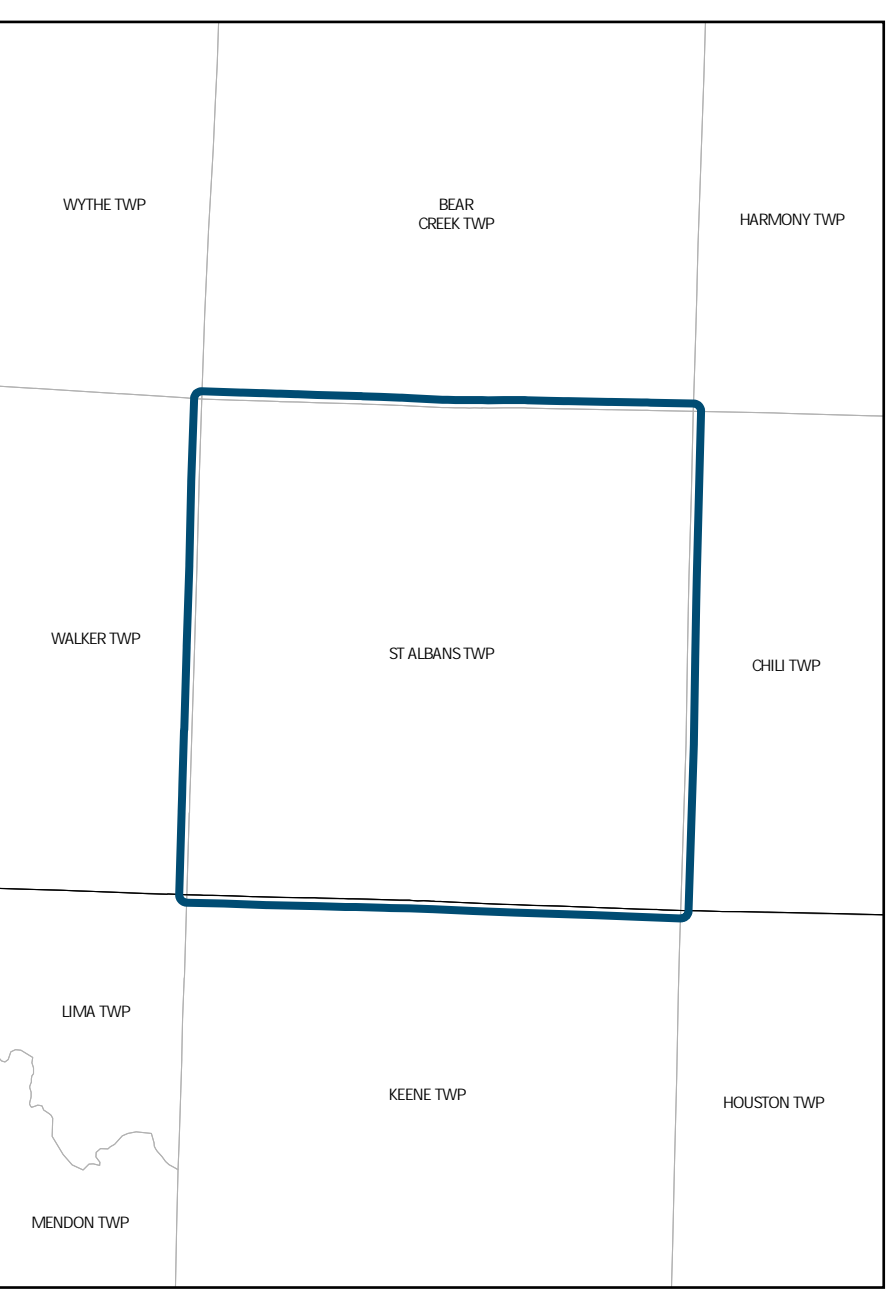 WYTHE TWP
BEAR
CREEK TWP
HARMONY TWP
WALKER TWP
ST ALBANS TWP
CHILI TWP
LIMA TWP
KEENE TWP
HOUSTON TWP
MENDON TWP